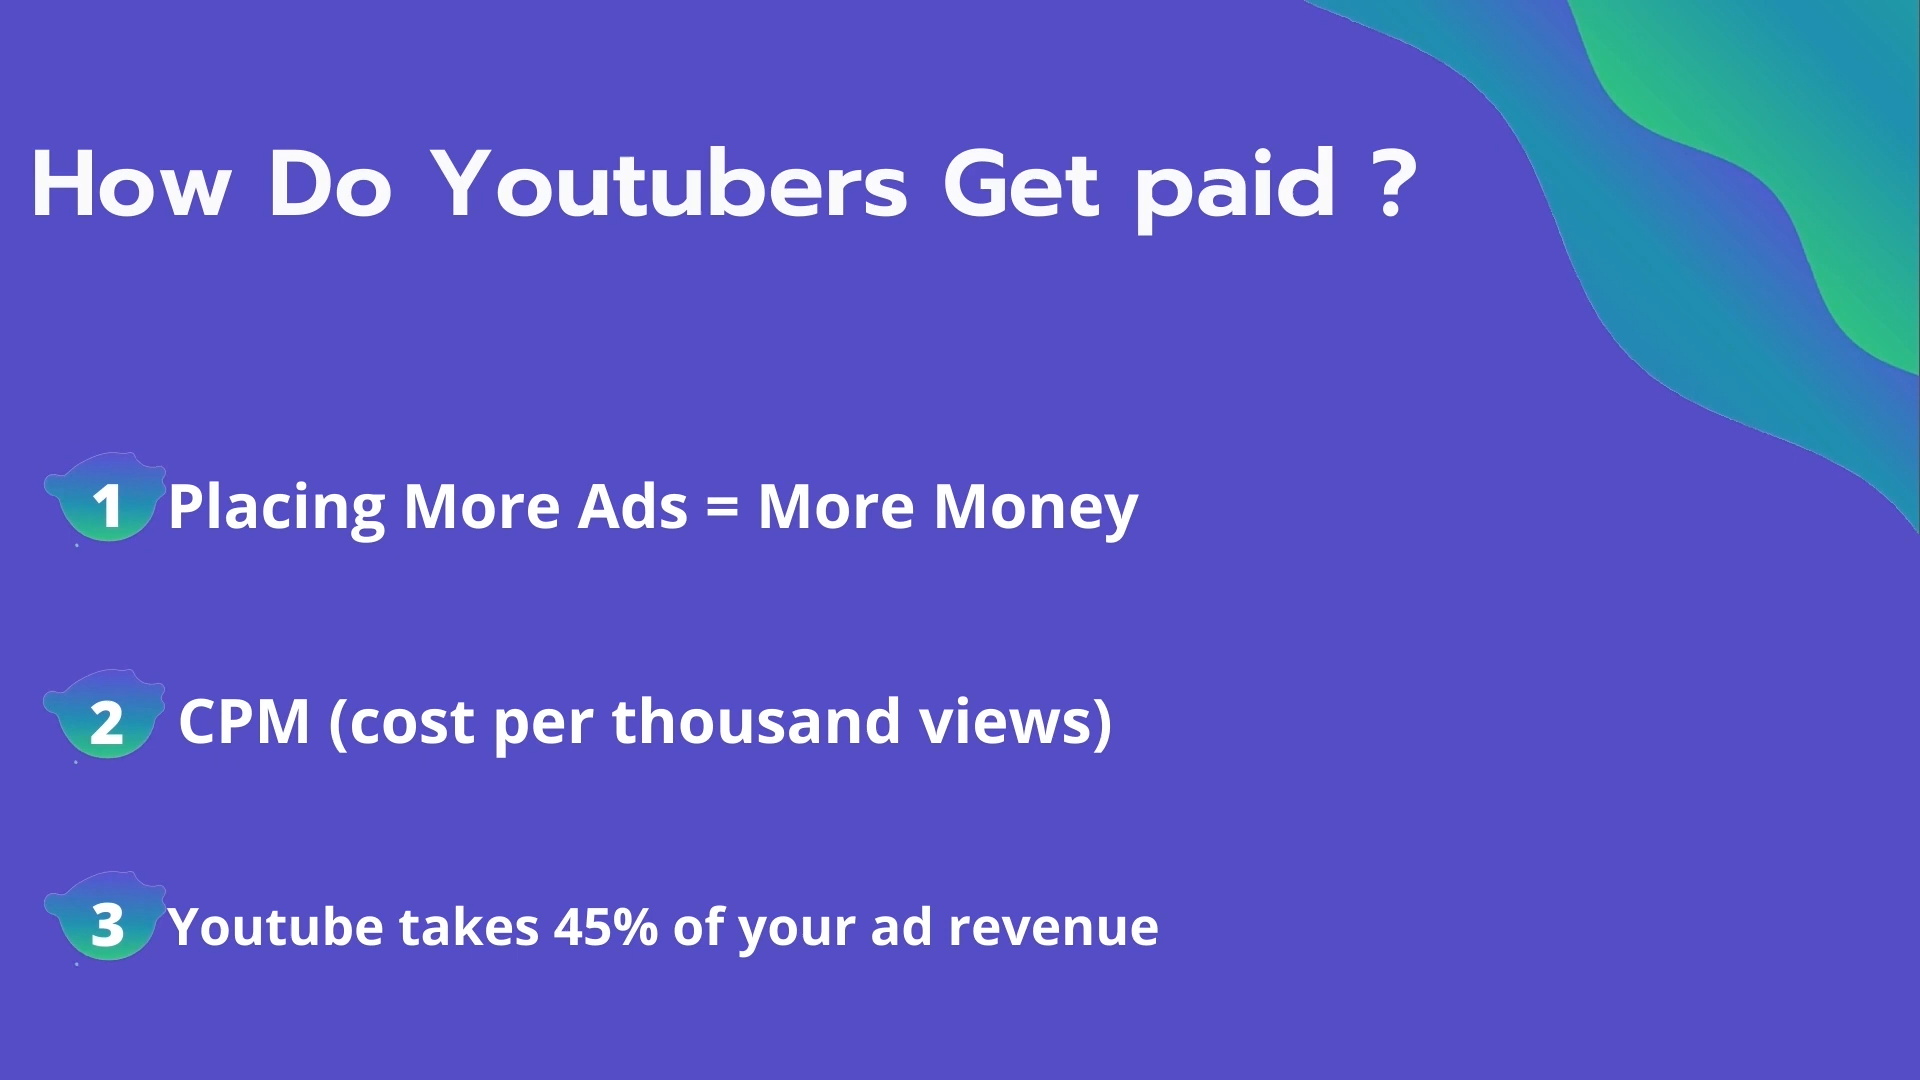 How Do Youtubers Get paid ?
1 Placing More Ads = More Money
2 CPM (cost per thousand views)
3 Youtube takes 45% of your ad revenue